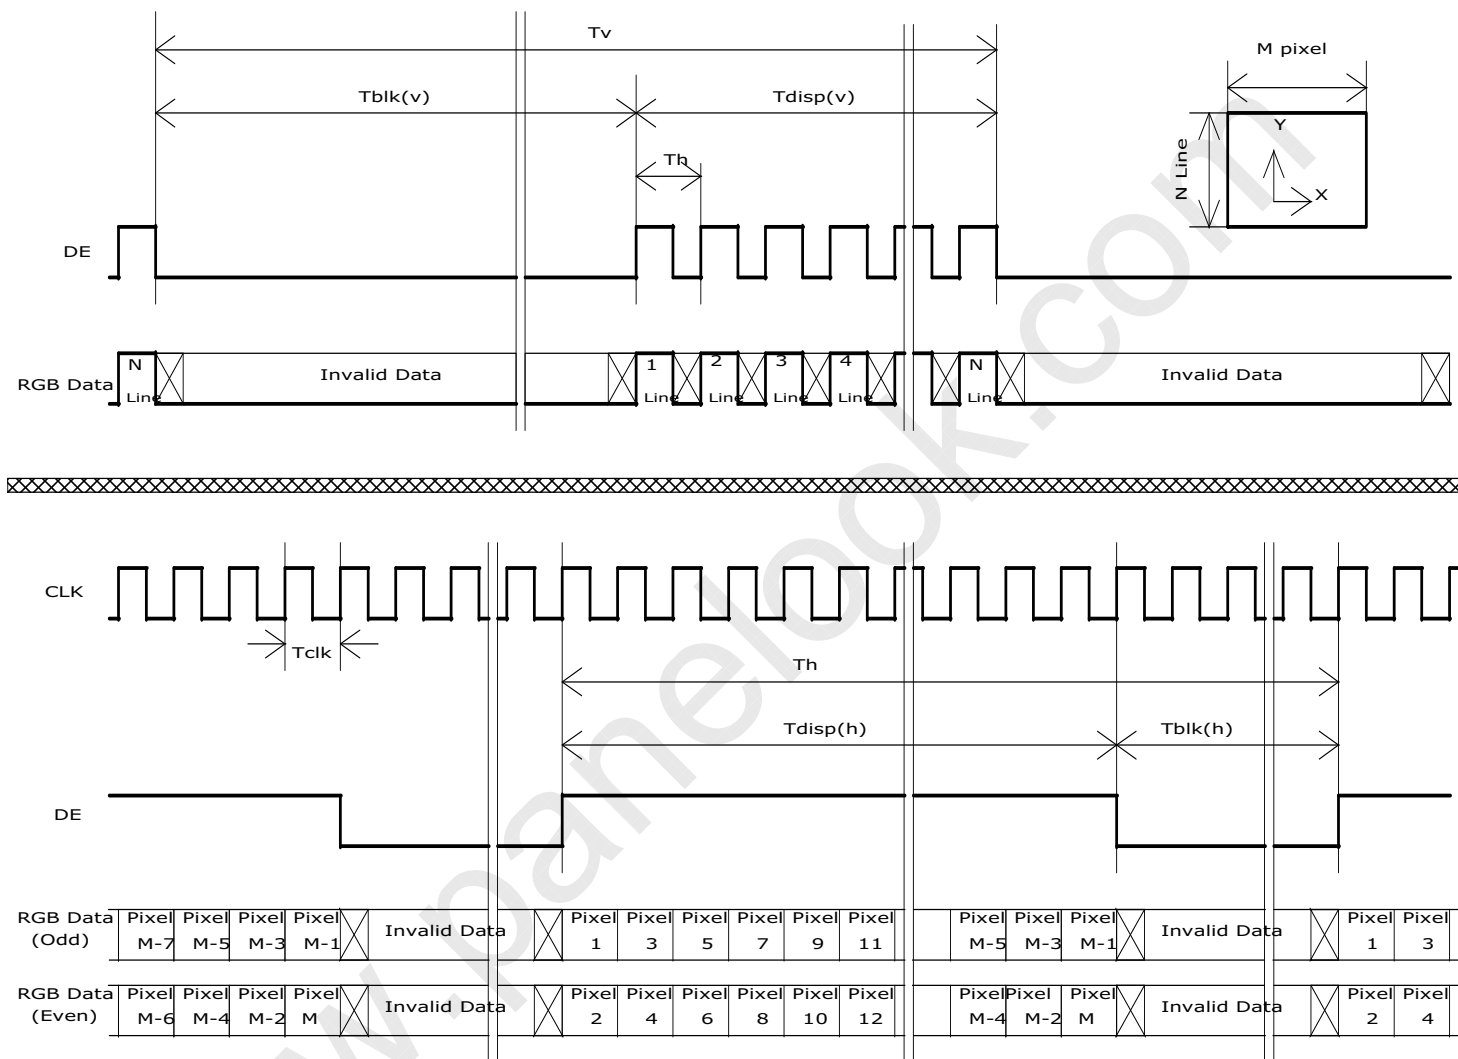 Tv
M pixel
Tblk(v)
Tdisp(v)
Y
N Line
Th
X
DE
N
1
2
3
4
N
RGB Data
Invalid Data
Invalid Data
Line
Line
Line
Line
Line
Line
CLK
Tclk
Th
Tdisp(h)
Tblk(h)
DE
RGB Data Pixel Pixel Pixel Pixel Invalid Data Pixel Pixel Pixel Pixel Pixel Pixel Pixel Pixel Pixel Invalid Data Pixel Pixel
(Odd) M-7 M-5 M-3 M-1 1 3 5 7 9 11 M-5 M-3 M-1 1 3
RGB Data Pixel Pixel Pixel Pixel Invalid Data Pixel Pixel Pixel Pixel Pixel Pixel Pixel Pixel Pixel Invalid Data Pixel Pixel
(Even) M-6 M-4 M-2 M 2 4 6 8 10 12 M-4 M-2 M 2 4
w.panelook.com